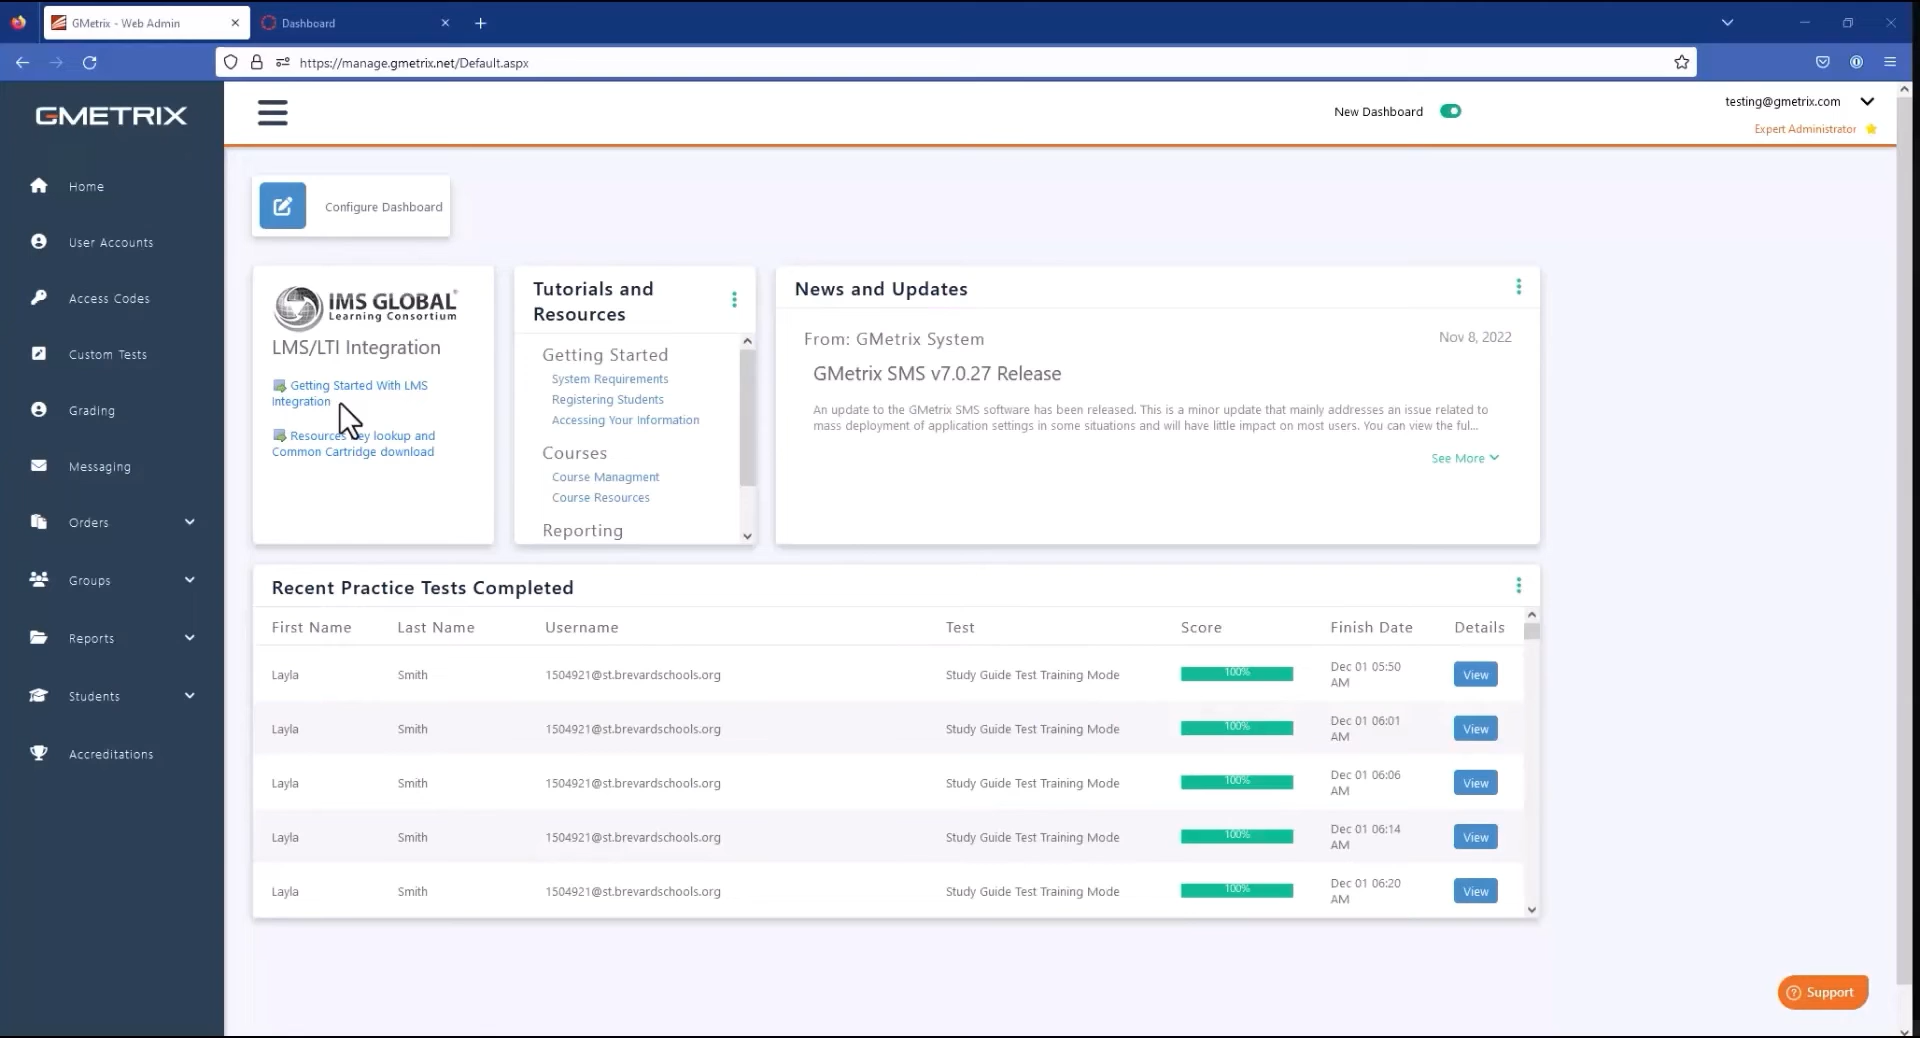 GMetrix - Web Admin
Dashboard
https://manage.gmetrix.net/Default.aspx
GMETRIX
New Dashboard
testing@gmetrix.com
Expert Administrator
Home
User Accounts
Access Codes
Custom Tests
Grading
Messaging
Orders
Groups
Reports
Students
Accreditations
Configure Dashboard
IMS GLOBAL
Learning Consortium
LMS/LTI Integration
Getting Started With LMS
Integration
Resources key lookup and
Common Cartridge download
Tutorials and
Resources
Getting Started
System Requirements
Registering Students
Accessing Your Information
Courses
Course Managment
Course Resources
Reporting
News and Updates
From: GMetrix System
Nov 8, 2022
GMetrix SMS v7.0.27 Release
An update to the GMetrix SMS software has been released. This is a minor update that mainly addresses an issue related to
mass deployment of application settings in some situations and will have little impact on most users. You can view the ful...
See More
Recent Practice Tests Completed
First Name Last Name Username Test Score Finish Date Details
Layla Smith 1504921@st.brevardschools.org Study Guide Test Training Mode 100% Dec 01 05:50 AM View
Layla Smith 1504921@st.brevardschools.org Study Guide Test Training Mode 100% Dec 01 06:01 AM View
Layla Smith 1504921@st.brevardschools.org Study Guide Test Training Mode 100% Dec 01 06:06 AM View
Layla Smith 1504921@st.brevardschools.org Study Guide Test Training Mode 100% Dec 01 06:14 AM View
Layla Smith 1504921@st.brevardschools.org Study Guide Test Training Mode 100% Dec 01 06:20 AM View
Support